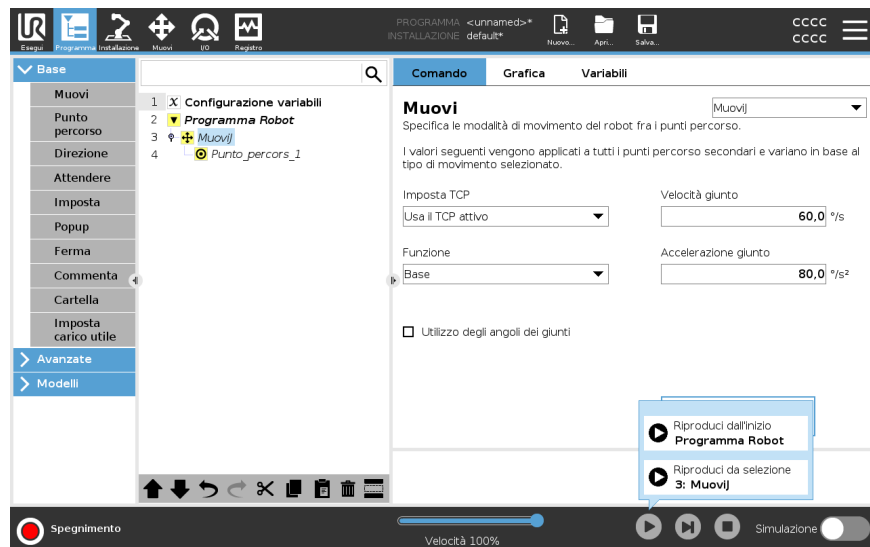 PROGRAMMA <unnamed>*
INSTALLAZIONE default*
Esegui
Programma
Installazione
Muovi
I/O
Registro
Nuovo...
Apri...
Salva...
cccc
cccc
Base
Muovi
Punto
percorso
Direzione
Attendere
Imposta
Popup
Ferma
Commenta
Cartella
Imposta
carico utile
Avanzate
Modelli
1 X Configurazione variabili
2 Programma Robot
3 MuoviJ
4 Punto_percors_1
Comando Grafica Variabili
Muovi
MuoviJ
Specifica le modalità di movimento del robot fra i punti percorso.
I valori seguenti vengono applicati a tutti i punti percorso secondari e variano in base al
tipo di movimento selezionato.
Imposta TCP
Usa il TCP attivo
Velocità giunto
60,0 °/s
Funzione
Base
Accelerazione giunto
80,0 °/s²
Utilizzo degli angoli dei giunti
Riproduci dall'inizio
Programma Robot
Riproduci da selezione
3: MuoviJ
Spegnimento
Velocità 100%
Simulazione